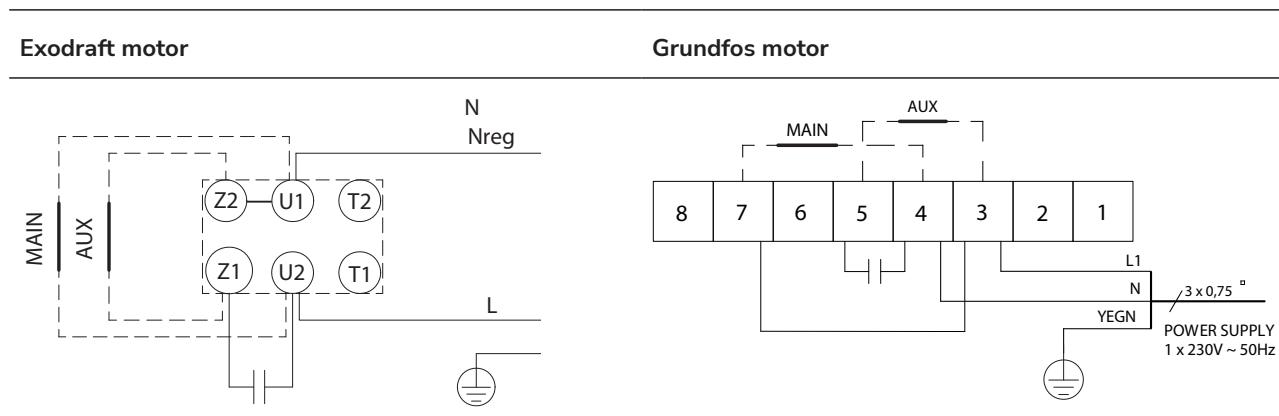 Exodraft motor
Grundfos motor
N
Nreg
Z2 U1 T2
MAIN
AUX
Z1 U2 T1
L
AUX
MAIN
8 7 6 5 4 3 2 1
L1
N
3 x 0,75 □
YEGN
POWER SUPPLY
1 x 230V ~ 50Hz